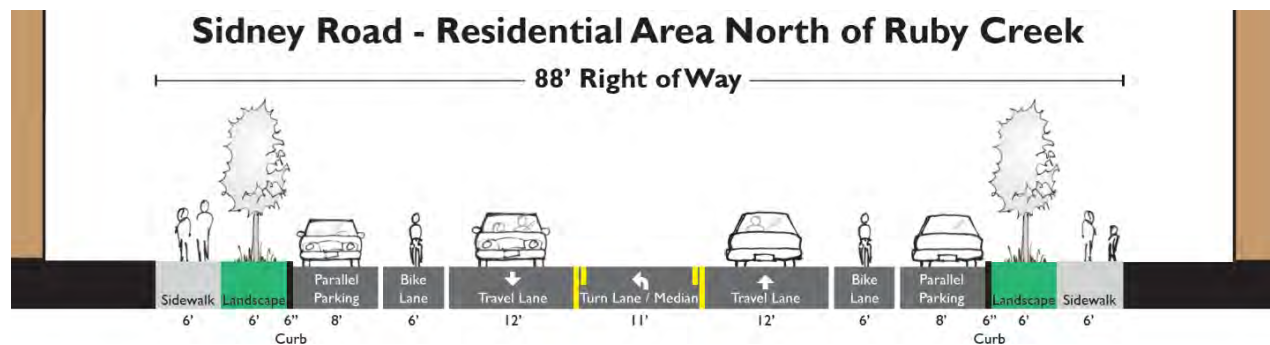 Sidney Road - Residential Area North of Ruby Creek
88’ Right of Way
Sidewalk
Landscape
Parallel
Parking
Bike
Lane
Travel Lane
Turn Lane / Median
Travel Lane
Bike
Lane
Parallel
Parking
Landscape
Sidewalk
6’ 6’ 6” 8’ 6’ 12’ 11’ 12’ 6’ 8’ 6” 6’ 6’
Curb Curb